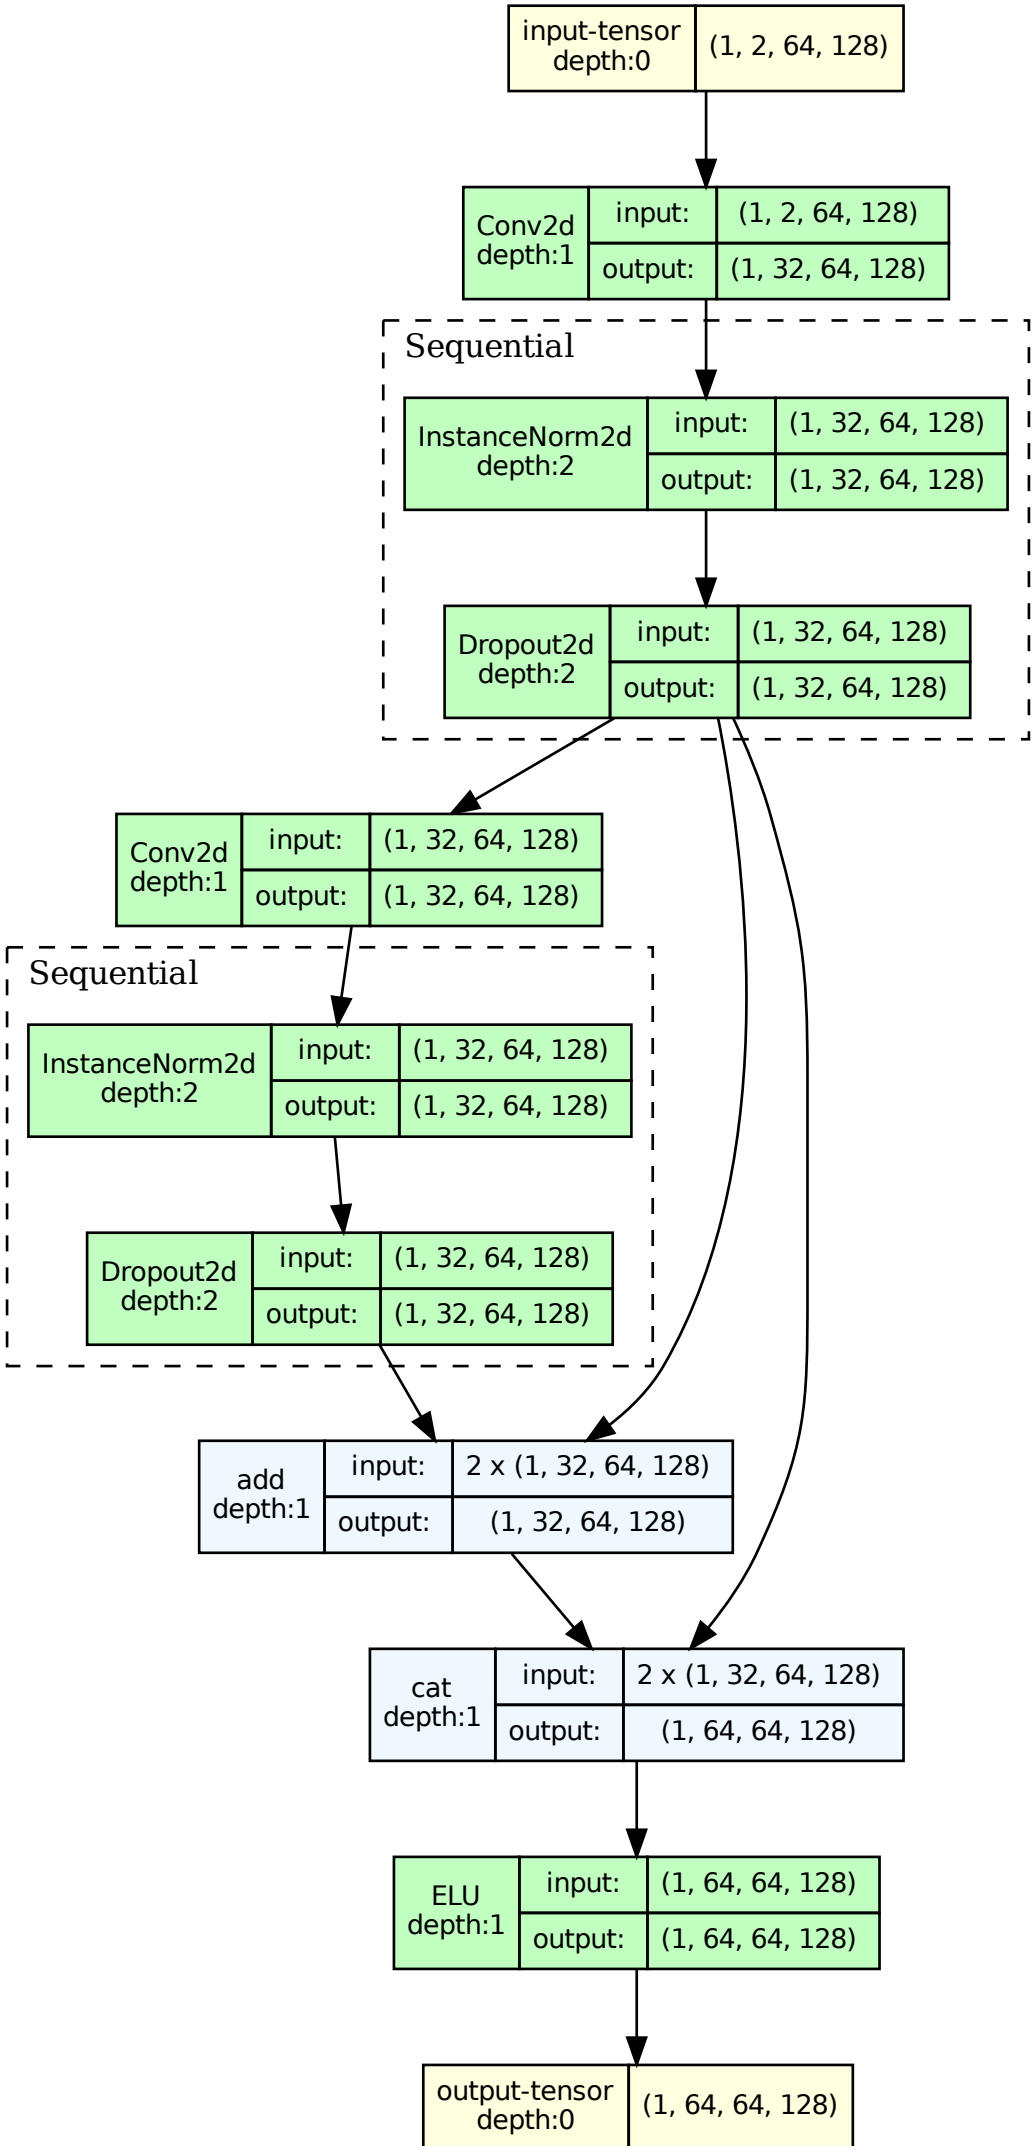 input-tensor
depth:0
(1, 2, 64, 128)
Conv2d
depth:1
input:
(1, 2, 64, 128)
output:
(1, 32, 64, 128)
Sequential
InstanceNorm2d
depth:2
input:
(1, 32, 64, 128)
output:
(1, 32, 64, 128)
Dropout2d
depth:2
input:
(1, 32, 64, 128)
output:
(1, 32, 64, 128)
Conv2d
depth:1
input:
(1, 32, 64, 128)
output:
(1, 32, 64, 128)
Sequential
InstanceNorm2d
depth:2
input:
(1, 32, 64, 128)
output:
(1, 32, 64, 128)
Dropout2d
depth:2
input:
(1, 32, 64, 128)
output:
(1, 32, 64, 128)
add
depth:1
input:
2 x (1, 32, 64, 128)
output:
(1, 32, 64, 128)
cat
depth:1
input:
2 x (1, 32, 64, 128)
output:
(1, 64, 64, 128)
ELU
depth:1
input:
(1, 64, 64, 128)
output:
(1, 64, 64, 128)
output-tensor
depth:0
(1, 64, 64, 128)